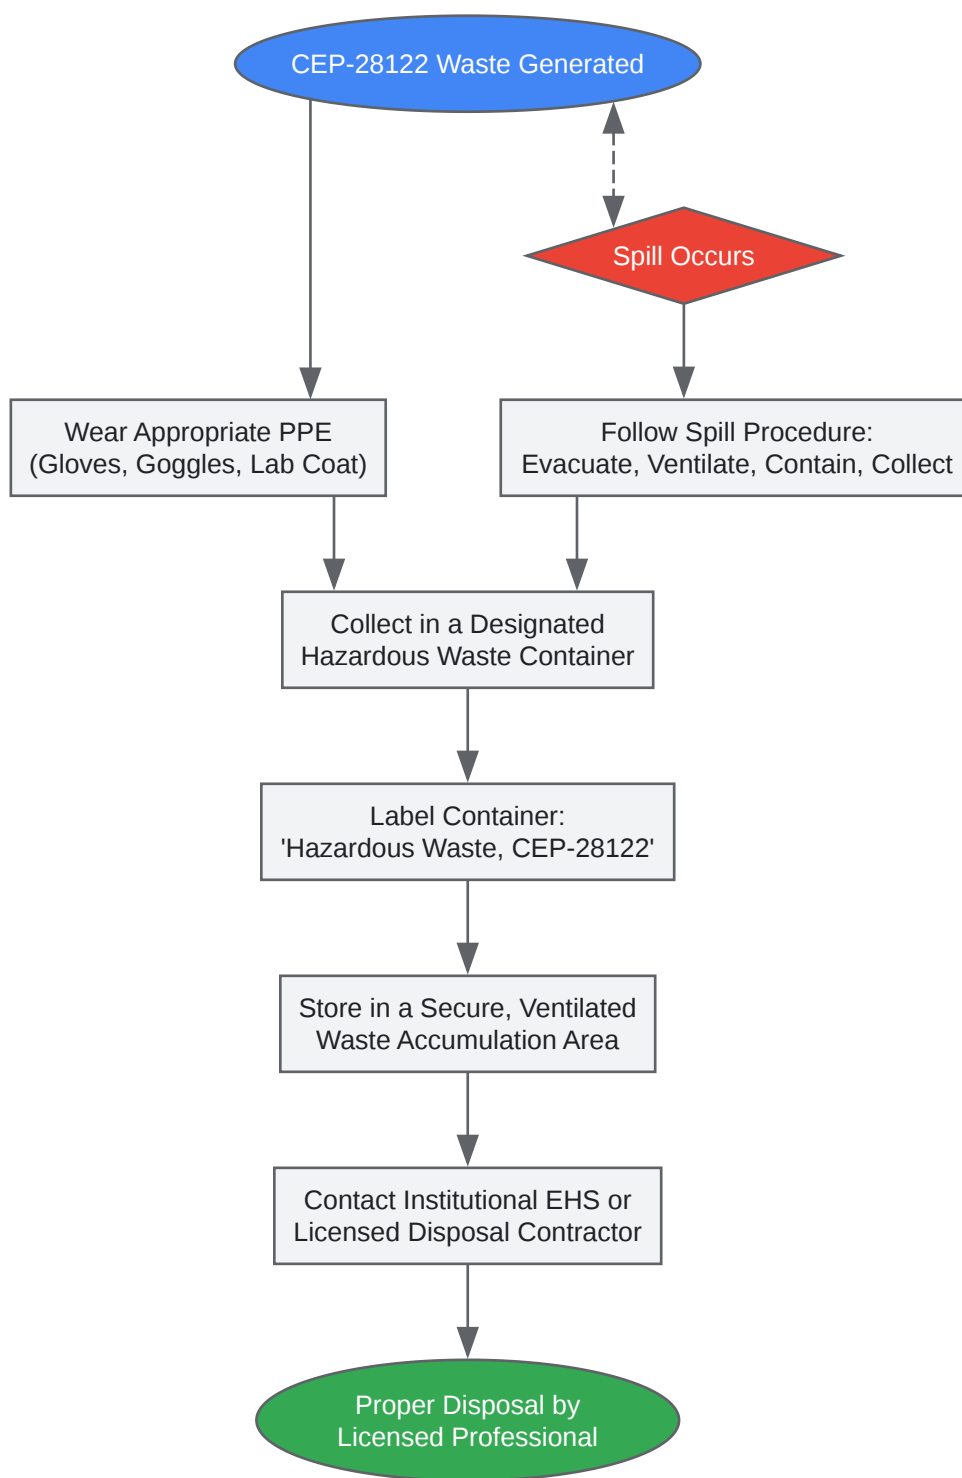 CEP-28122 Waste Generated
Spill Occurs
Wear Appropriate PPE
(Gloves, Goggles, Lab Coat)
Follow Spill Procedure:
Evacuate, Ventilate, Contain, Collect
Collect in a Designated
Hazardous Waste Container
Label Container:
'Hazardous Waste, CEP-28122'
Store in a Secure, Ventilated
Waste Accumulation Area
Contact Institutional EHS or
Licensed Disposal Contractor
Proper Disposal by
Licensed Professional